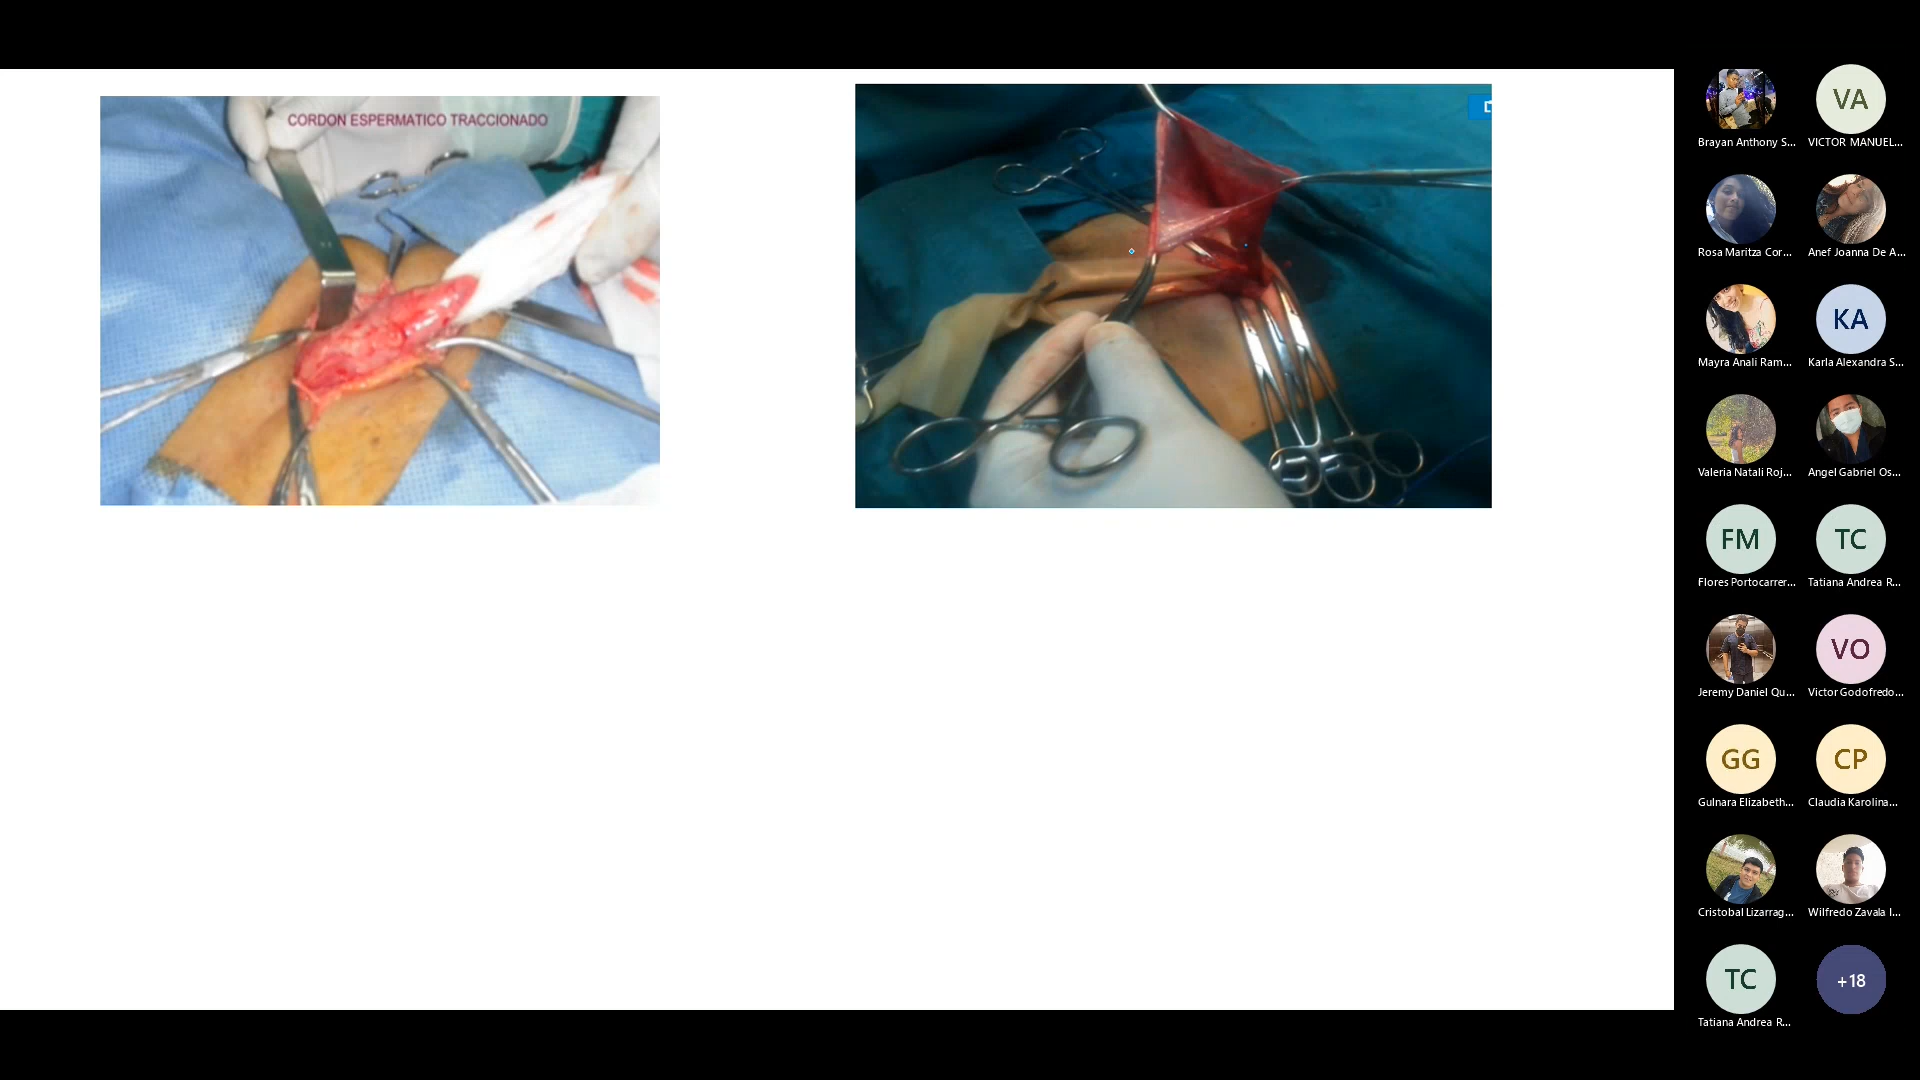 CORDON ESPERMATICO TRACCIONADO
VA
Brayan Anthony S...
VICTOR MANUEL...
Rosa Maritza Cor...
Anef Joanna De A...
KA
Mayra Anali Ram...
Karla Alexandra S...
Valeria Natali Roj...
Angel Gabriel Os...
FM
TC
Flores Portocarrer...
Tatiana Andrea R...
VO
Jeremy Daniel Qu...
Victor Godofredo...
GG
CP
Gulnara Elizabeth...
Claudia Karolina...
Cristobal Lizarrag...
Wilfredo Zavala I...
TC
+18
Tatiana Andrea R...